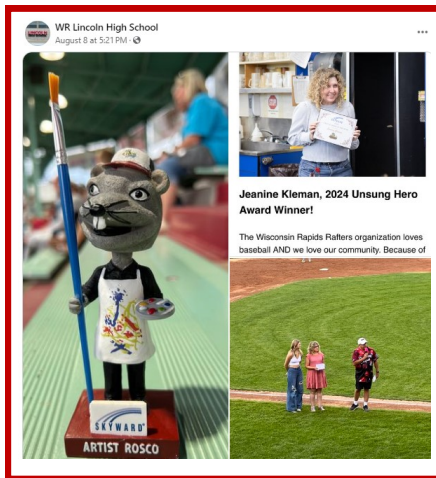 WR Lincoln High School
August 8 at 5:21 PM ·
LINCOLN
SKYWARD
ARTIST ROSCO
Jeanine Kleman, 2024 Unsung Hero
Award Winner!
The Wisconsin Rapids Rafters organization loves
baseball AND we love our community. Because of